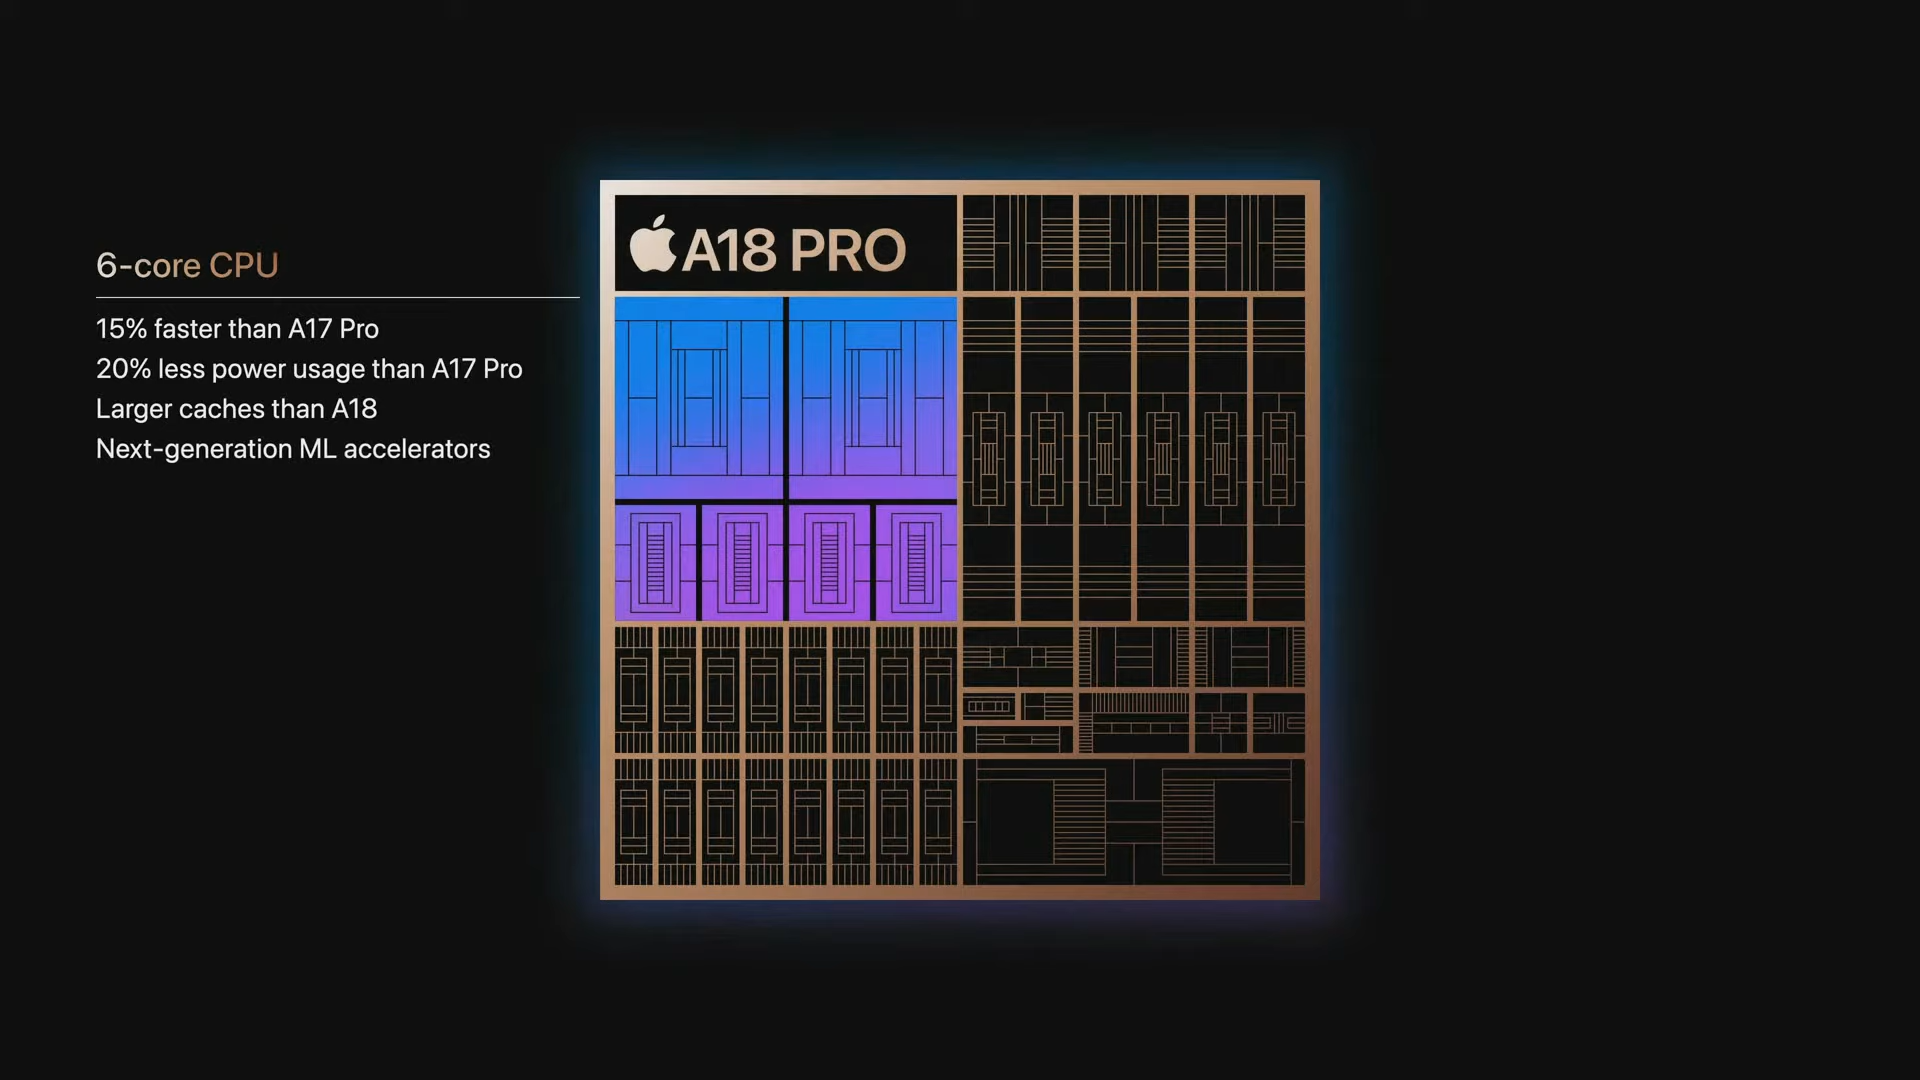 6-core CPU
15% faster than A17 Pro
20% less power usage than A17 Pro
Larger caches than A18
Next-generation ML accelerators
A18 PRO